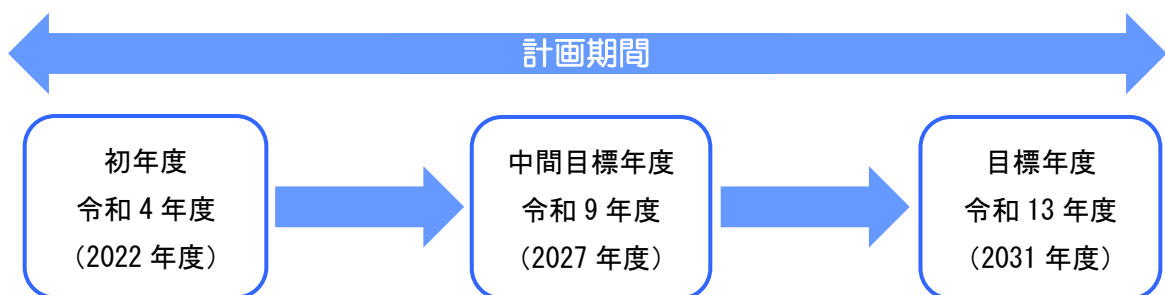 計画期間
初年度
令和 4 年度
（2022 年度）
中間目標年度
令和 9 年度
（2027 年度）
目標年度
令和 13 年度
（2031 年度）